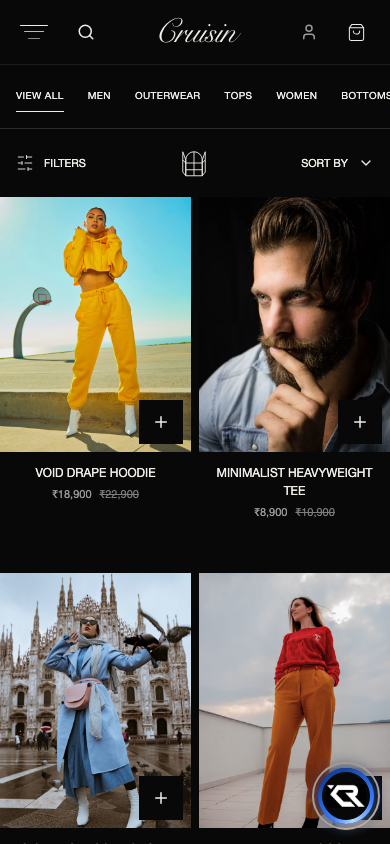 Cruisin
VIEW ALL MEN OUTERWEAR TOPS WOMEN BOTTOMS
FILTERS SORT BY
VOID DRAPE HOODIE
₹18,900 ₹22,900
MINIMALIST HEAVYWEIGHT
TEE
₹8,900 ₹10,900